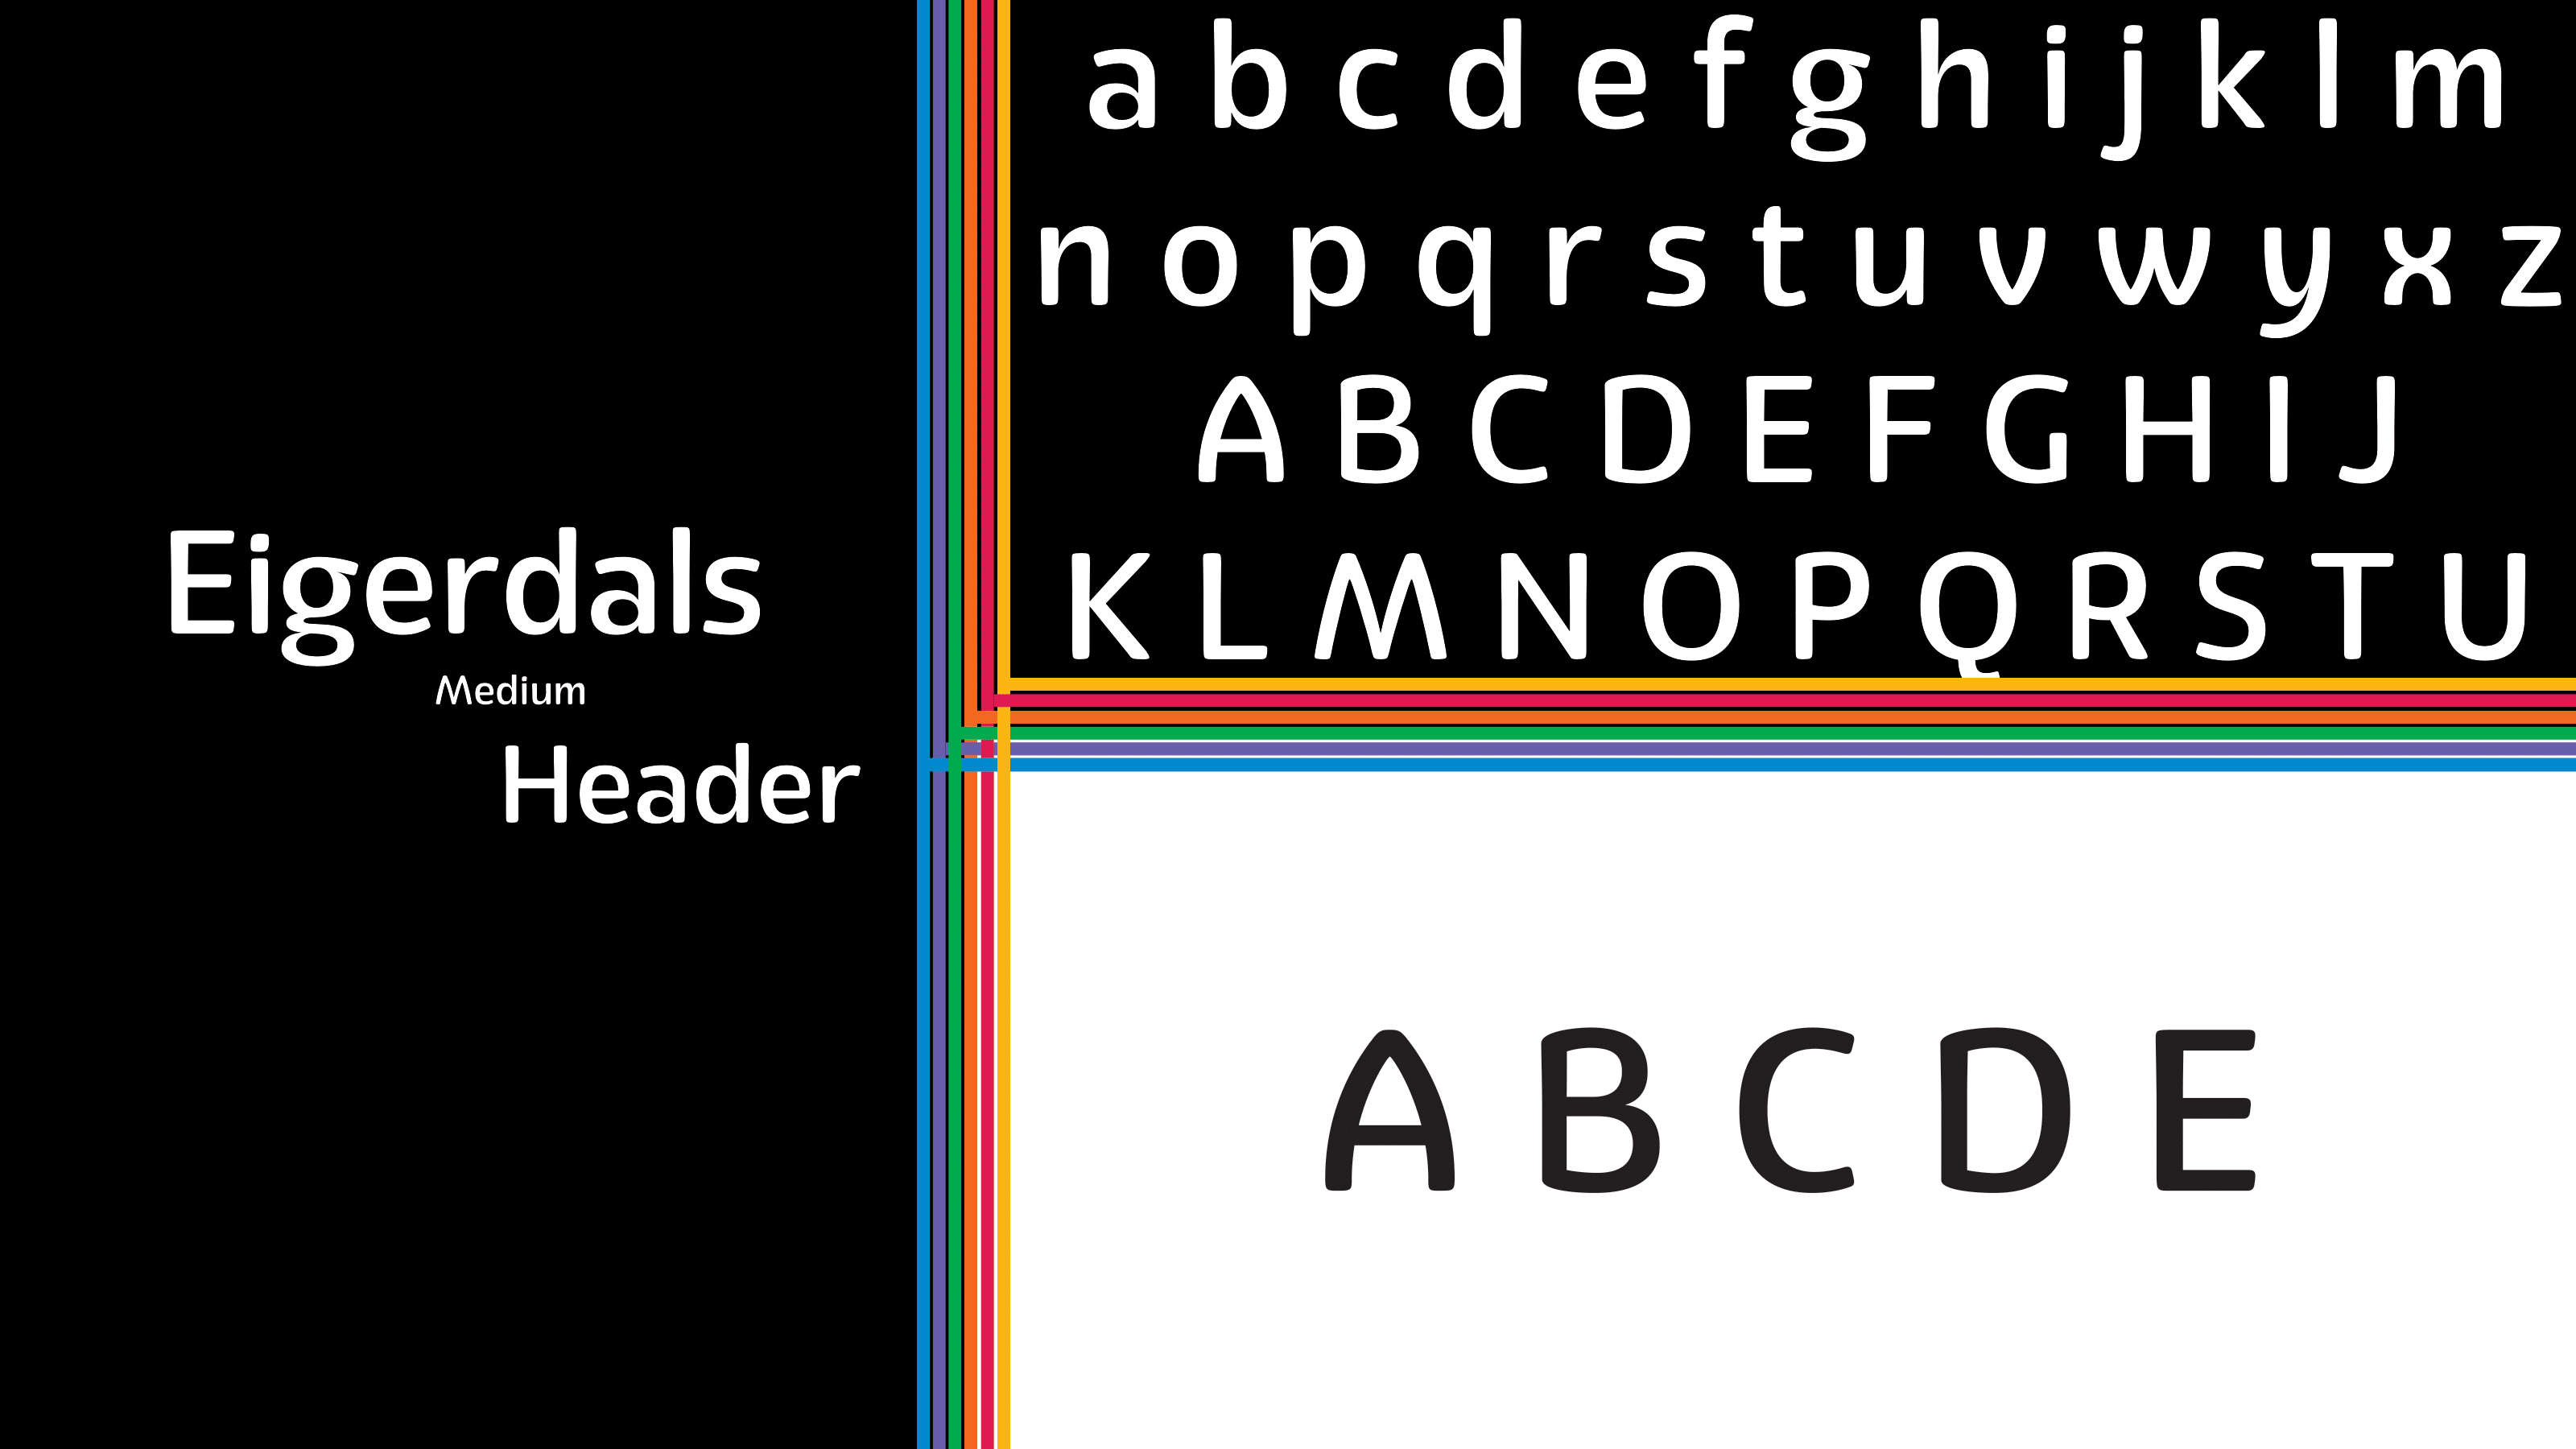 Eigerdals
Medium
Header
a b c d e f g h i j k l m
n o p q r s t u v w y x z
A B C D E F G H I J
K L M N O P Q R S T U
A B C D E